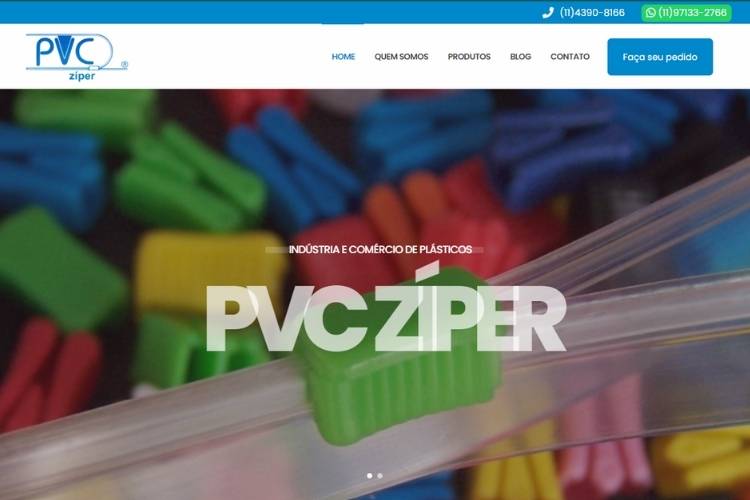 (11)4390-8166 (11)97133-2766
PVC ®
zíper
HOME QUEM SOMOS PRODUTOS BLOG CONTATO Faça seu pedido
INDÚSTRIA E COMÉRCIO DE PLÁSTICOS
PVC ZÍPER